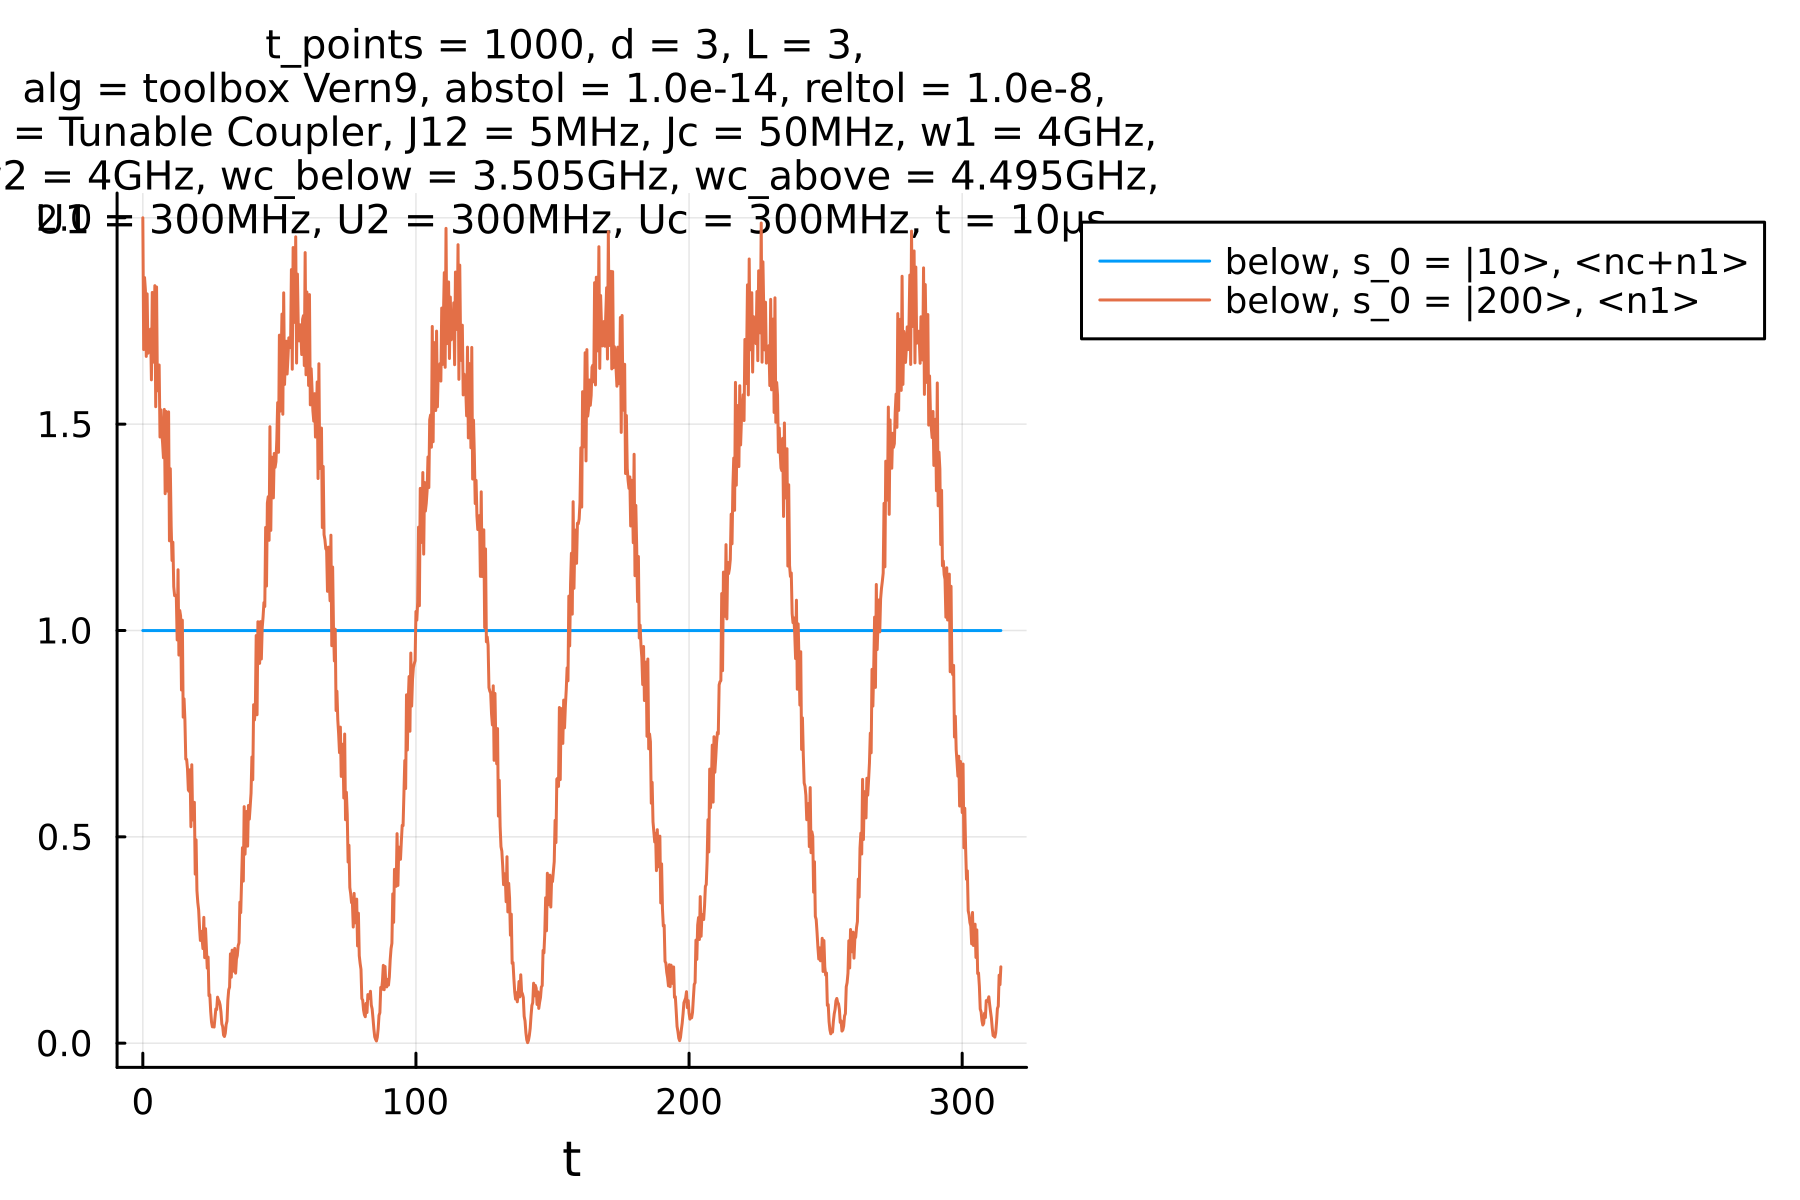 t_points = 1000, d = 3, L = 3,
alg = toolbox Vern9, abstol = 1.0e-14, reltol = 1.0e-8,
= Tunable Coupler, J12 = 5MHz, Jc = 50MHz, w1 = 4GHz,
2 = 4GHz, wc_below = 3.505GHz, wc_above = 4.495GHz,
U1 = 300MHz, U2 = 300MHz, Uc = 300MHz, t = 10μs
below, s_0 = |10>, <nc+n1>
below, s_0 = |200>, <n1>
2.0
1.5
1.0
0.5
0.0
0 100 200 300
t